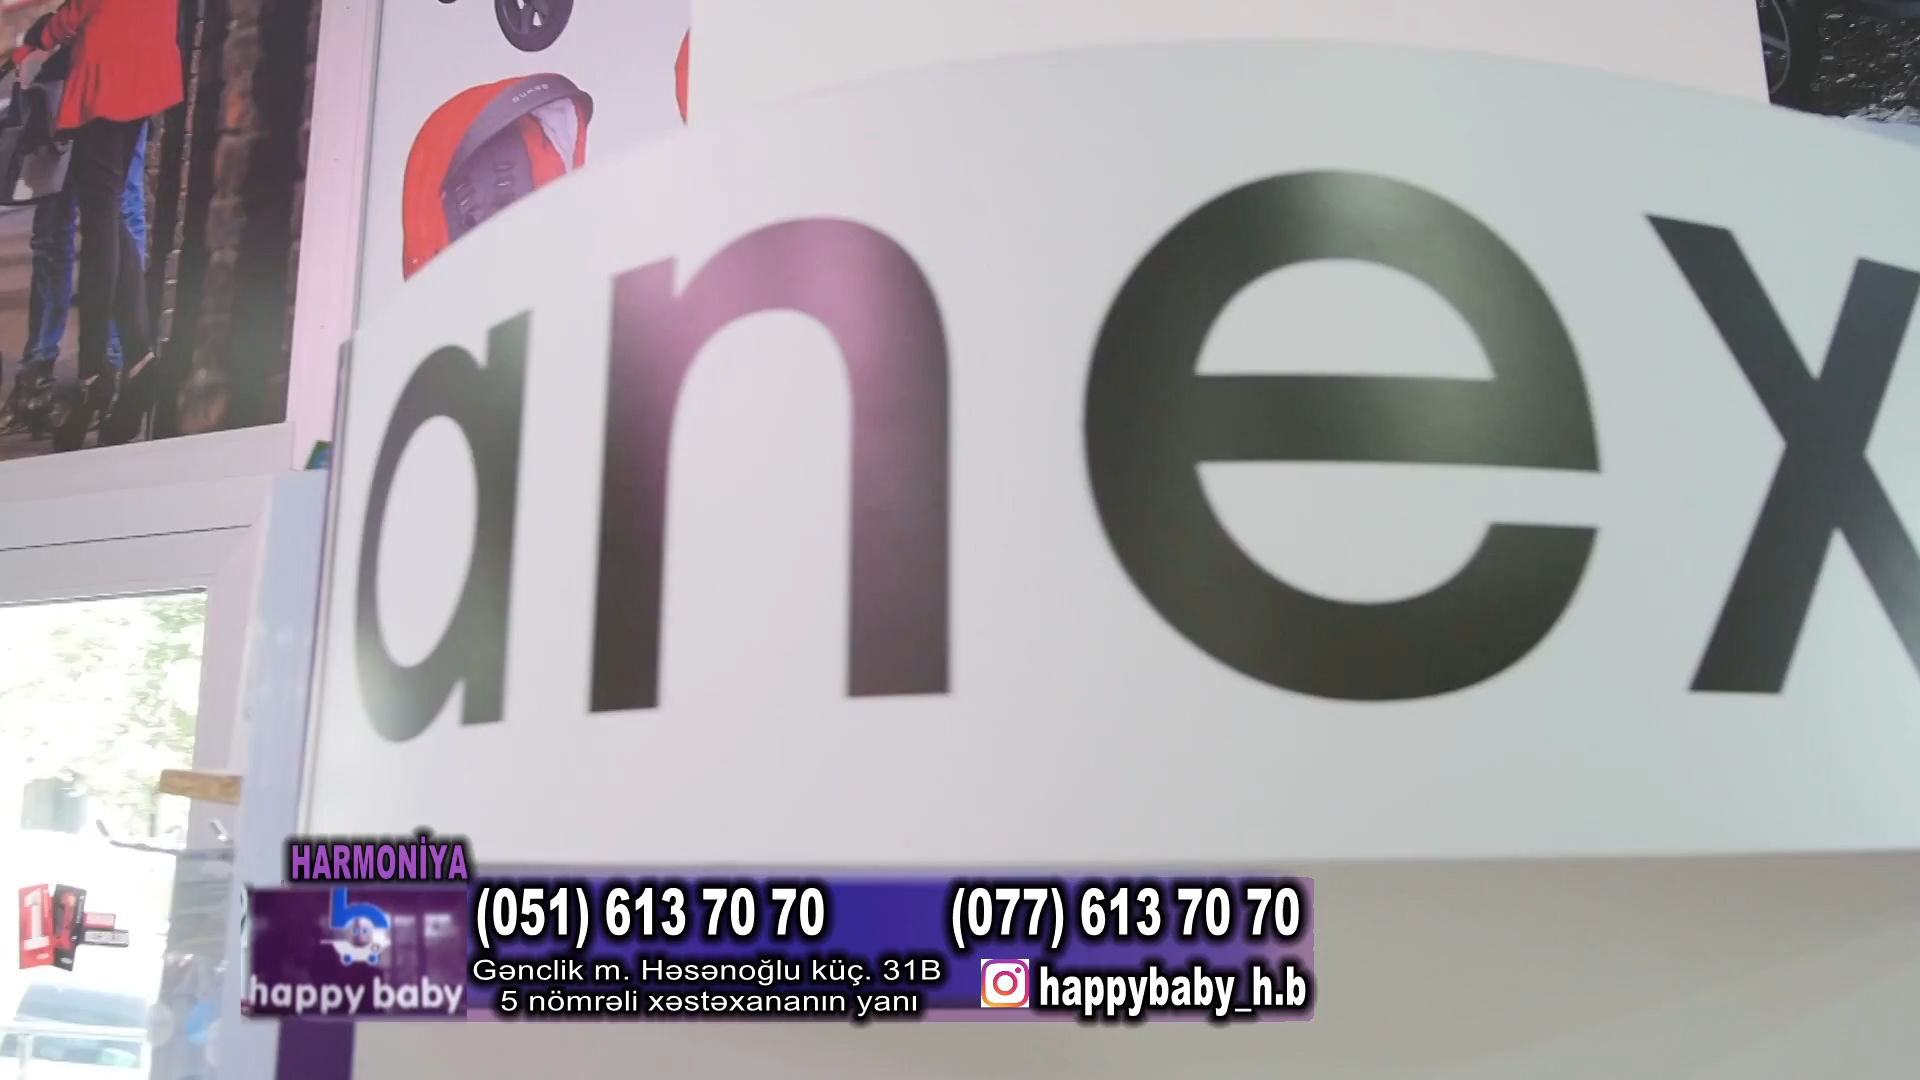 anex
HARMONİYA
happy baby
(051) 613 70 70
(077) 613 70 70
Gənclik m. Həsənoğlu küç. 31B
5 nömrəli xəstəxananın yanı
happybaby_h.b